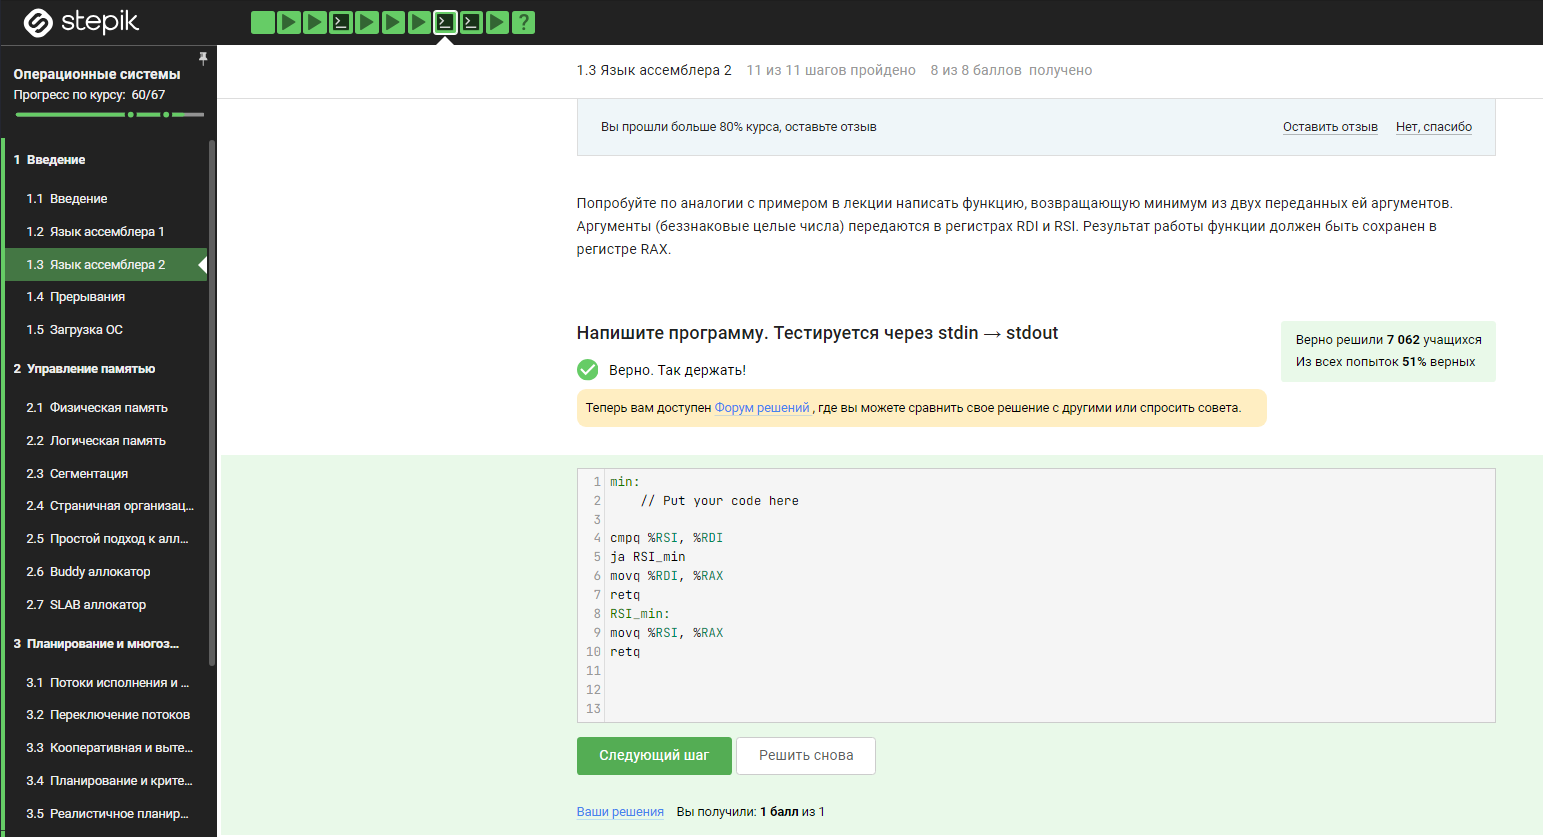 stepik
?
Операционные системы
Прогресс по курсу: 60/67
1 Введение
1.1 Введение
1.2 Язык ассемблера 1
1.3 Язык ассемблера 2
1.4 Прерывания
1.5 Загрузка ОС
2 Управление памятью
2.1 Физическая память
2.2 Логическая память
2.3 Сегментация
2.4 Страничная организац...
2.5 Простой подход к алл...
2.6 Buddy аллокатор
2.7 SLAB аллокатор
3 Планирование и многоз...
3.1 Потоки исполнения и ...
3.2 Переключение потоков
3.3 Кооперативная и выте...
3.4 Планирование и крите...
3.5 Реалистичное планир...
1.3 Язык ассемблера 2 11 из 11 шагов пройдено 8 из 8 баллов получено
Вы прошли больше 80% курса, оставьте отзыв Оставить отзыв Нет, спасибо
Попробуйте по аналогии с примером в лекции написать функцию, возвращающую минимум из двух переданных ей аргументов.
Аргументы (беззнаковые целые числа) передаются в регистрах RDI и RSI. Результат работы функции должен быть сохранен в
регистре RAX.
Напишите программу. Тестируется через stdin → stdout
Верно. Так держать!
Теперь вам доступен Форум решений, где вы можете сравнить свое решение с другими или спросить совета.
Верно решили 7 062 учащихся
Из всех попыток 51% верных
1 min:
2 // Put your code here
3
4 cmpq %RSI, %RDI
5 ja RSI_min
6 movq %RDI, %RAX
7 retq
8 RSI_min:
9 movq %RSI, %RAX
10 retq
11
12
13
Следующий шаг Решить снова
Ваши решения Вы получили: 1 балл из 1